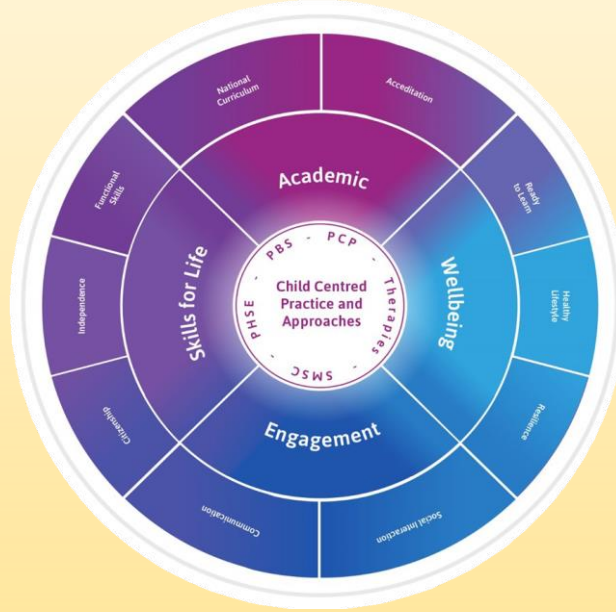 National
Curriculum
Accreditation
Ready
to Learn
Healthy
Lifestyle
Resilience
Social Interaction
Communication
Citizenship
Independence
Functional
Skills
Academic
Wellbeing
Engagement
Skills for Life
PBS - PCP - Therapies - SMSC - PHSE -
Child Centred
Practice and
Approaches